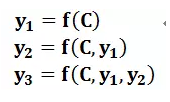 y₁ = f(C)
y₂ = f(C, y₁)
y₃ = f(C, y₁, y₂)